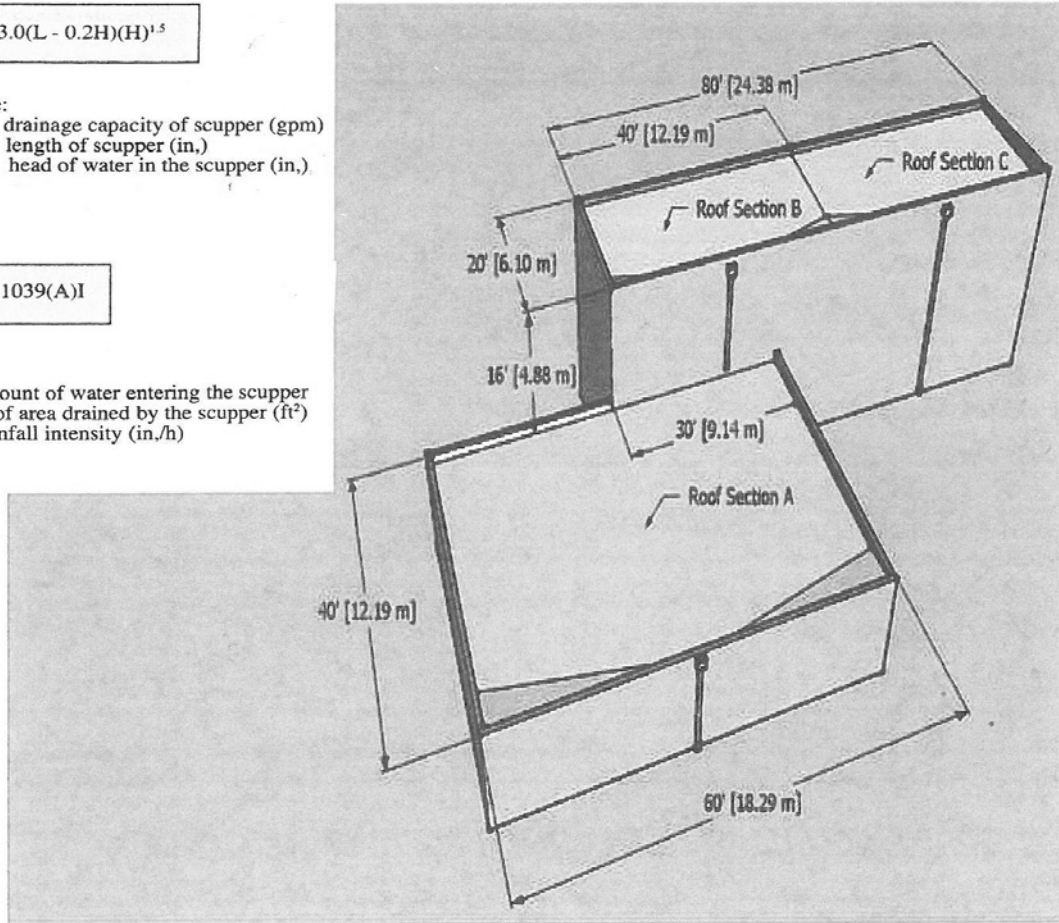 3.0(L - 0.2H)(H)¹·⁵
e:
drainage capacity of scupper (gpm)
length of scupper (in,)
head of water in the scupper (in,)
1039(A)I
ount of water entering the scupper
of area drained by the scupper (ft²)
nfall intensity (in,/h)
80' [24.38 m]
40' [12.19 m]
Roof Section C
Roof Section B
20' [6.10 m]
16' [4.88 m]
30' [9.14 m]
Roof Section A
40' [12.19 m]
60' [18.29 m]